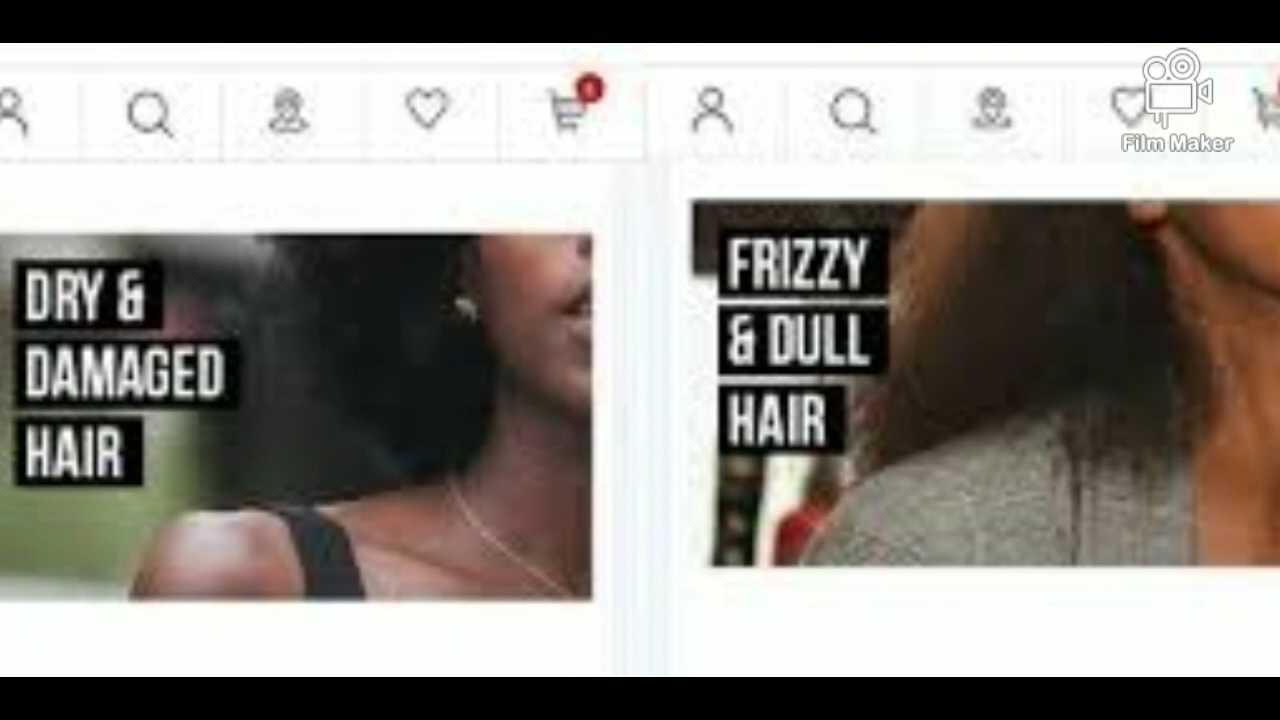 Film Maker
DRY &
DAMAGED
HAIR
FRIZZY
& DULL
HAIR